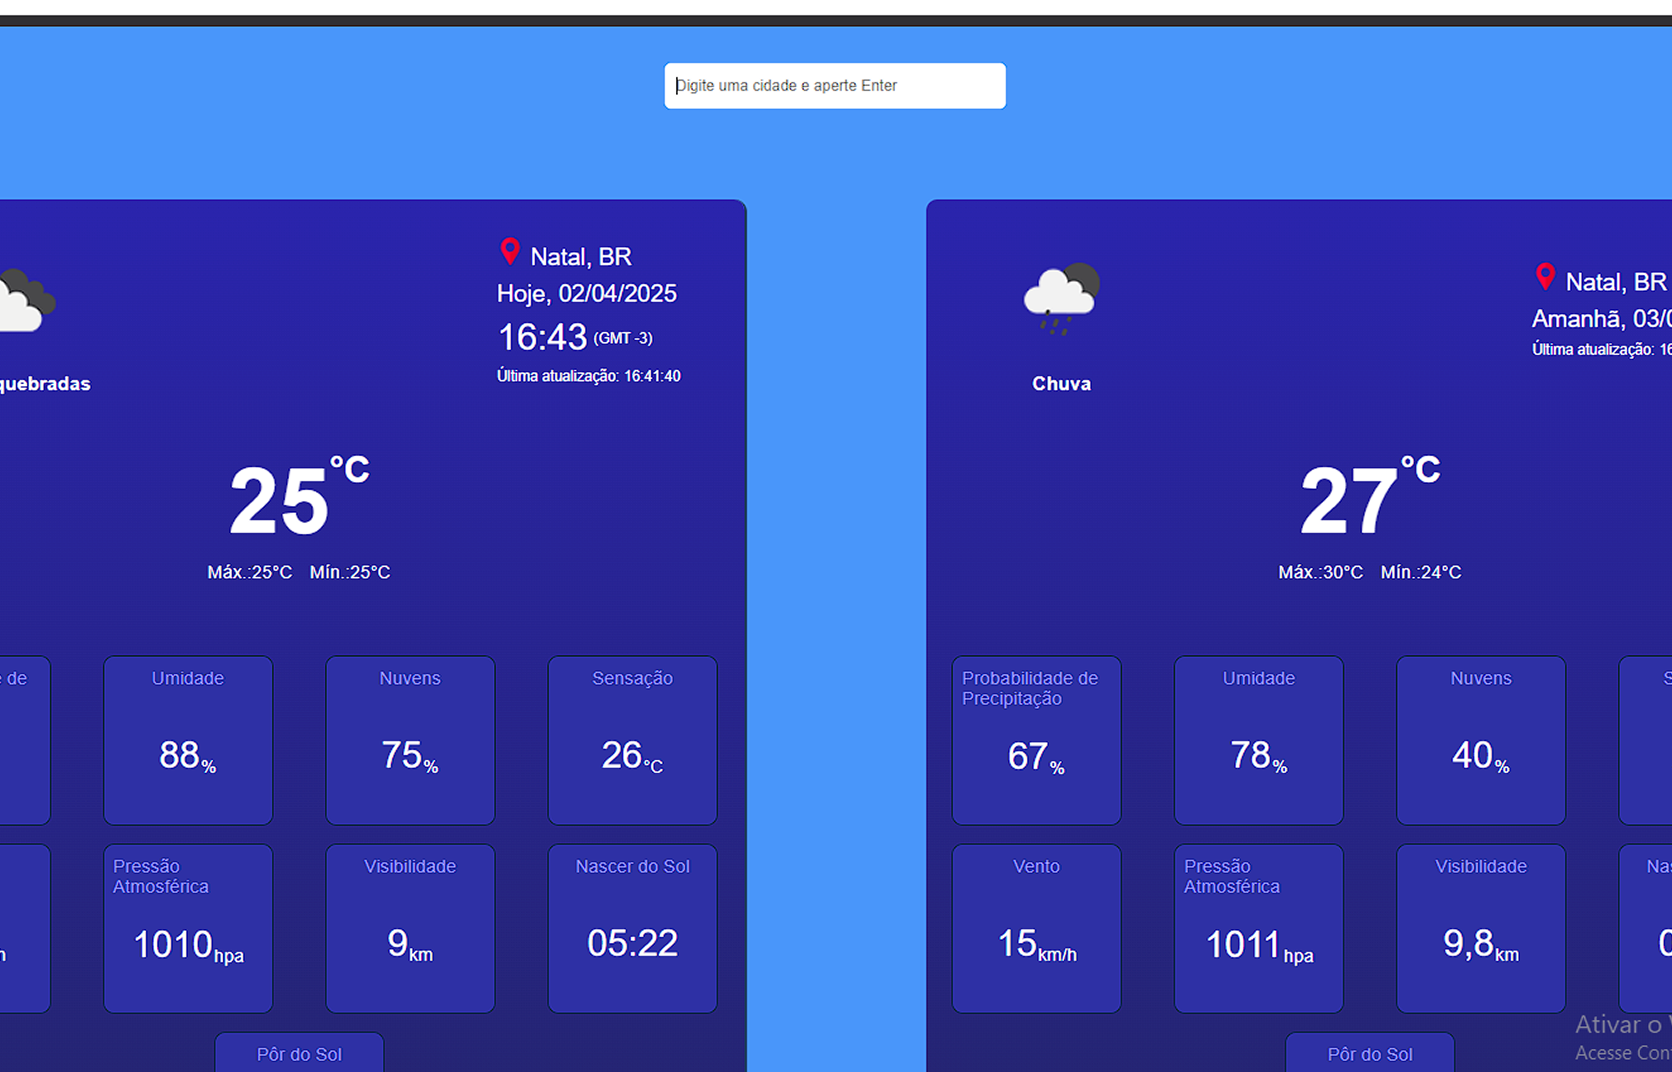 Digite uma cidade e aperte Enter
Natal, BR
Hoje, 02/04/2025
16:43 (GMT -3)
Última atualização: 16:41:40
quebradas
25°C
Máx.:25°C Mín.:25°C
de
Umidade
88%
Nuvens
75%
Sensação
26°C
Pressão
Atmosférica
1010hpa
Visibilidade
9km
Nascer do Sol
05:22
Pôr do Sol
Natal, BR
Amanhã, 03/0
Última atualização: 16
Chuva
27°C
Máx.:30°C Mín.:24°C
Probabilidade de
Precipitação
67%
Umidade
78%
Nuvens
40%
S
Vento
15km/h
Pressão
Atmosférica
1011hpa
Visibilidade
9,8km
Nas
0
Pôr do Sol
Ativar o
Acesse Con